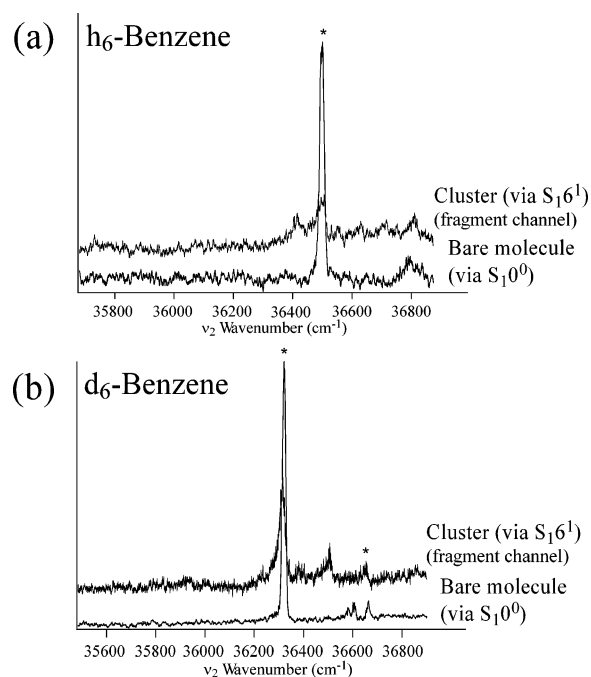 (a) h₆-Benzene
*
Cluster (via S₁6¹)
(fragment channel)
Bare molecule
(via S₁0⁰)
35800 36000 36200 36400 36600 36800
ν₂ Wavenumber (cm⁻¹)
*
(b) d₆-Benzene
*
Cluster (via S₁6¹)
(fragment channel)
Bare molecule
(via S₁0⁰)
35600 35800 36000 36200 36400 36600 36800
ν₂ Wavenumber (cm⁻¹)